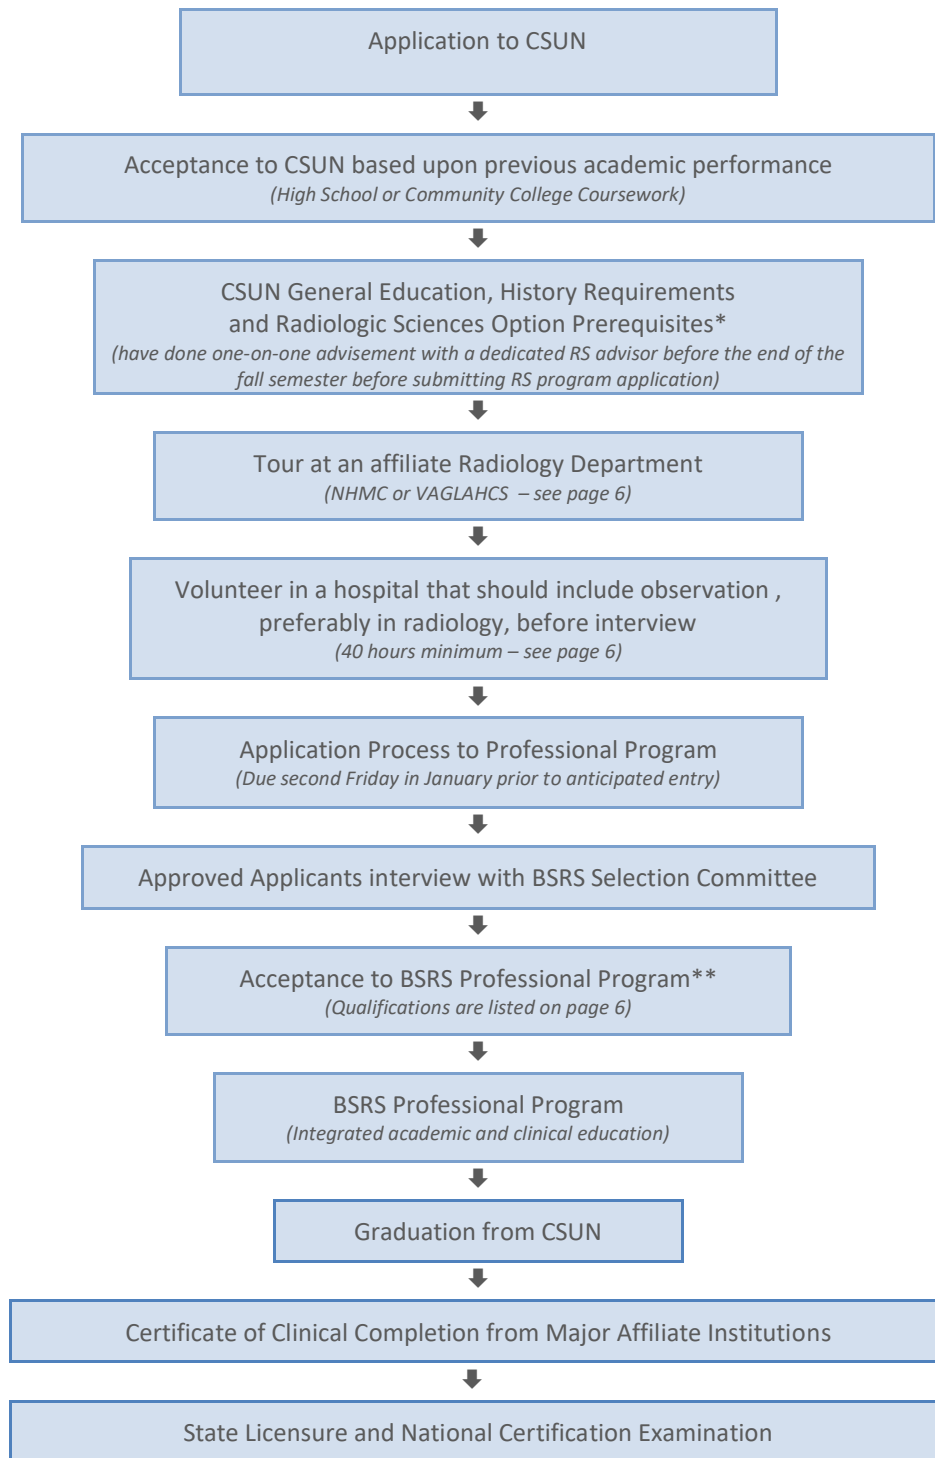 Application to CSUN
Acceptance to CSUN based upon previous academic performance
(High School or Community College Coursework)
CSUN General Education, History Requirements
and Radiologic Sciences Option Prerequisites*
(have done one-on-one advisement with a dedicated RS advisor before the end of the
fall semester before submitting RS program application)
Tour at an affiliate Radiology Department
(NHMC or VAGLAHCS – see page 6)
Volunteer in a hospital that should include observation ,
preferably in radiology, before interview
(40 hours minimum – see page 6)
Application Process to Professional Program
(Due second Friday in January prior to anticipated entry)
Approved Applicants interview with BSRS Selection Committee
Acceptance to BSRS Professional Program**
(Qualifications are listed on page 6)
BSRS Professional Program
(Integrated academic and clinical education)
Graduation from CSUN
Certificate of Clinical Completion from Major Affiliate Institutions
State Licensure and National Certification Examination